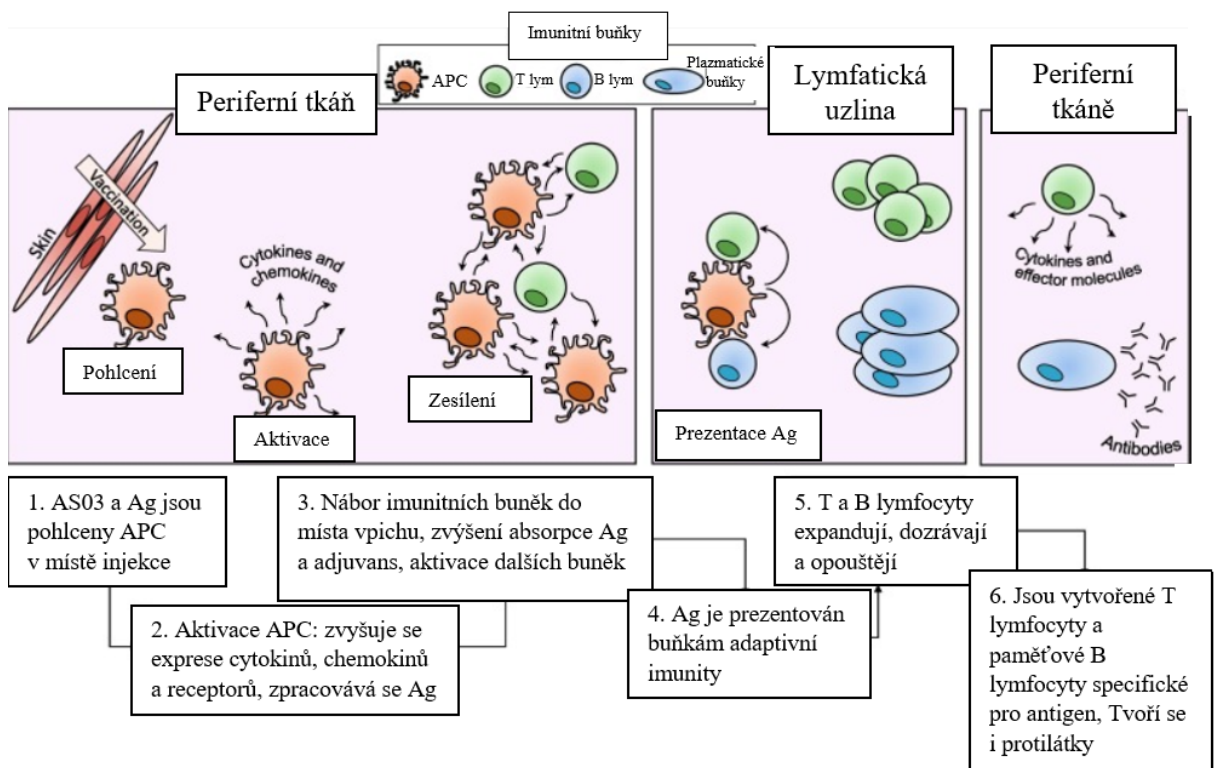 Imunitní buňky
APC
T lym
B lym
Plazmatické
buňky
Periferní tkáň
Lymfatická
uzlina
Periferní
tkáně
Skin
Vaccination
Cytokines and
chemokines
Pohlcení
Aktivace
Zesílení
Prezentace Ag
Cytokines and
effector molecules
Antibodies
1. AS03 a Ag jsou
pohlceny APC
v místě injekce
2. Aktivace APC: zvyšuje se
exprese cytokinů, chemokinů
a receptorů, zpracovává se Ag
3. Nábor imunitních buněk do
místa vpichu, zvýšení absorpce Ag
a adjuvans, aktivace dalších buněk
4. Ag je prezentován
buňkám adaptivní
imunity
5. T a B lymfocyty
expandují, dozrávají
a opouštějí
6. Jsou vytvořené T
lymfocyty a
paměťové B
lymfocyty specifické
pro antigen, Tvoří se
i protilátky